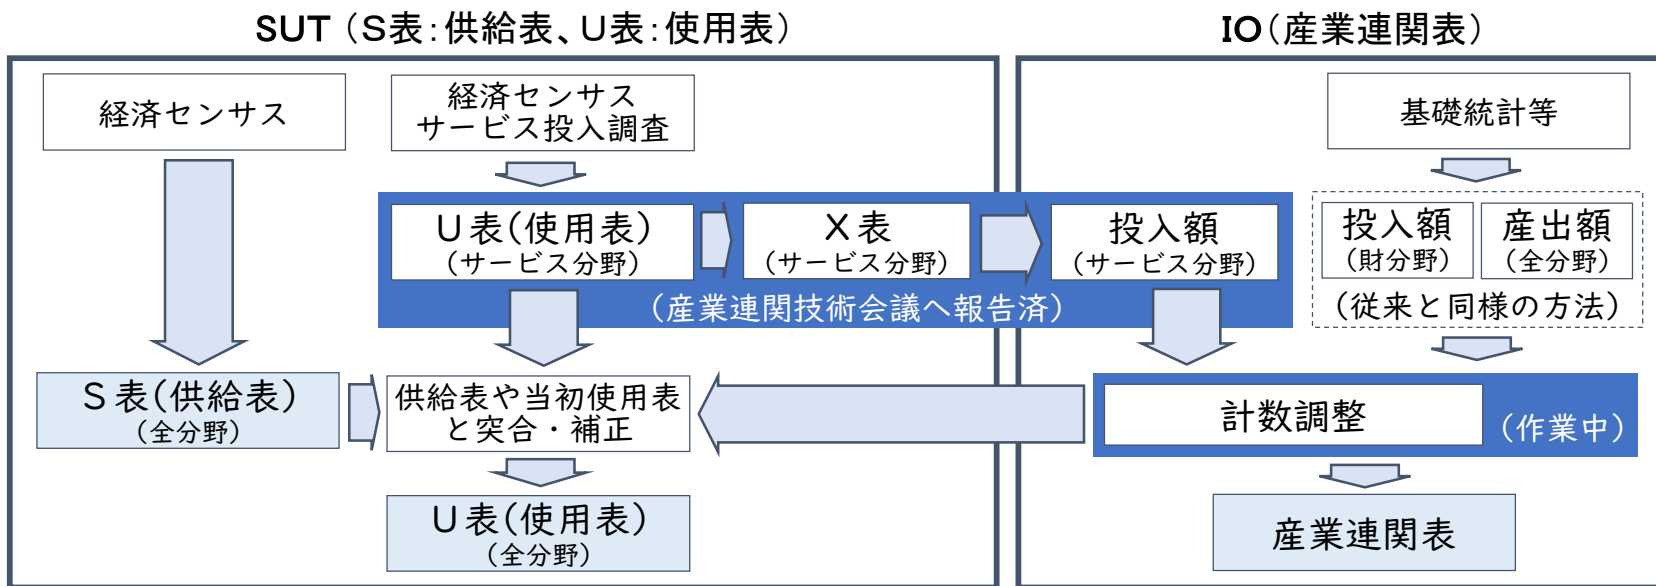 SUT（S表：供給表、U表：使用表）
IO（産業連関表）
経済センサス
経済センサス
サービス投入調査
基礎統計等
U表（使用表）
（サービス分野）
X表
（サービス分野）
投入額
（サービス分野）
投入額
（財分野）
産出額
（全分野）
（産業連関技術会議へ報告済）
（従来と同様の方法）
S表（供給表）
（全分野）
供給表や当初使用表
と突合・補正
計数調整
（作業中）
U表（使用表）
（全分野）
産業連関表